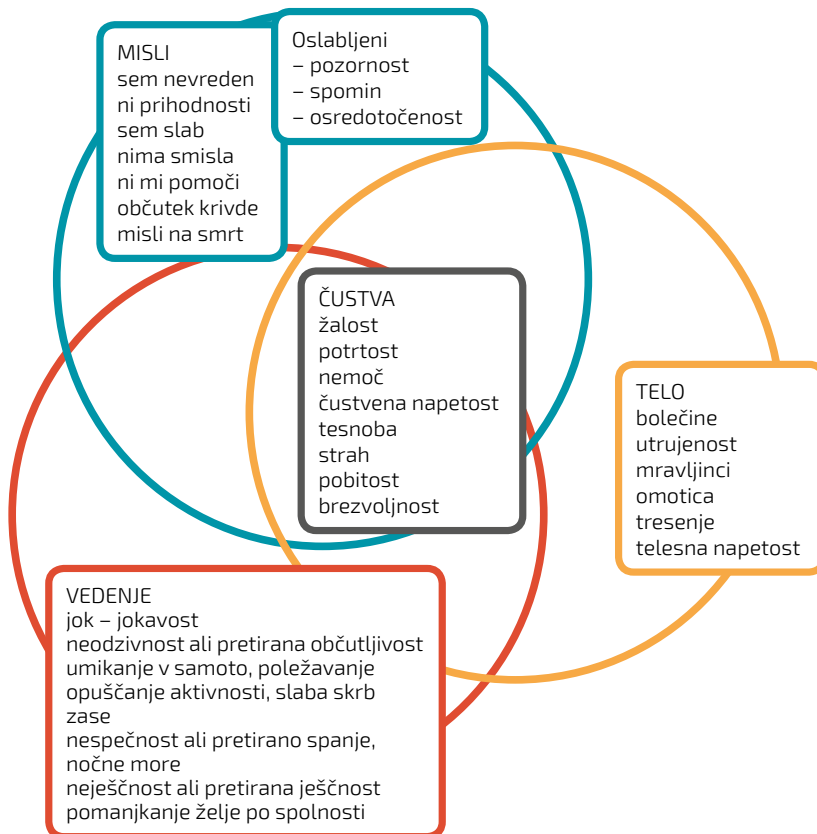 MISLI
sem nevreden
ni prihodnosti
sem slab
nima smisla
ni mi pomoči
občutek krivde
misli na smrt
Oslabljeni
– pozornost
– spomin
– osredotočenost
ČUSTVA
žalost
potrtost
nemoč
čustvena napetost
tesnoba
strah
pobitost
brezvoljnost
TELO
bolečine
utrujenost
mravljinci
omotica
tresenje
telesna napetost
VEDENJE
jok – jokavost
neodzivnost ali pretirana občutljivost
umikanje v samoto, poležavanje
opuščanje aktivnosti, slaba skrb
zase
nespečnost ali pretirano spanje,
nočne more
neješčnost ali pretirana ješčnost
pomanjkanje želje po spolnosti